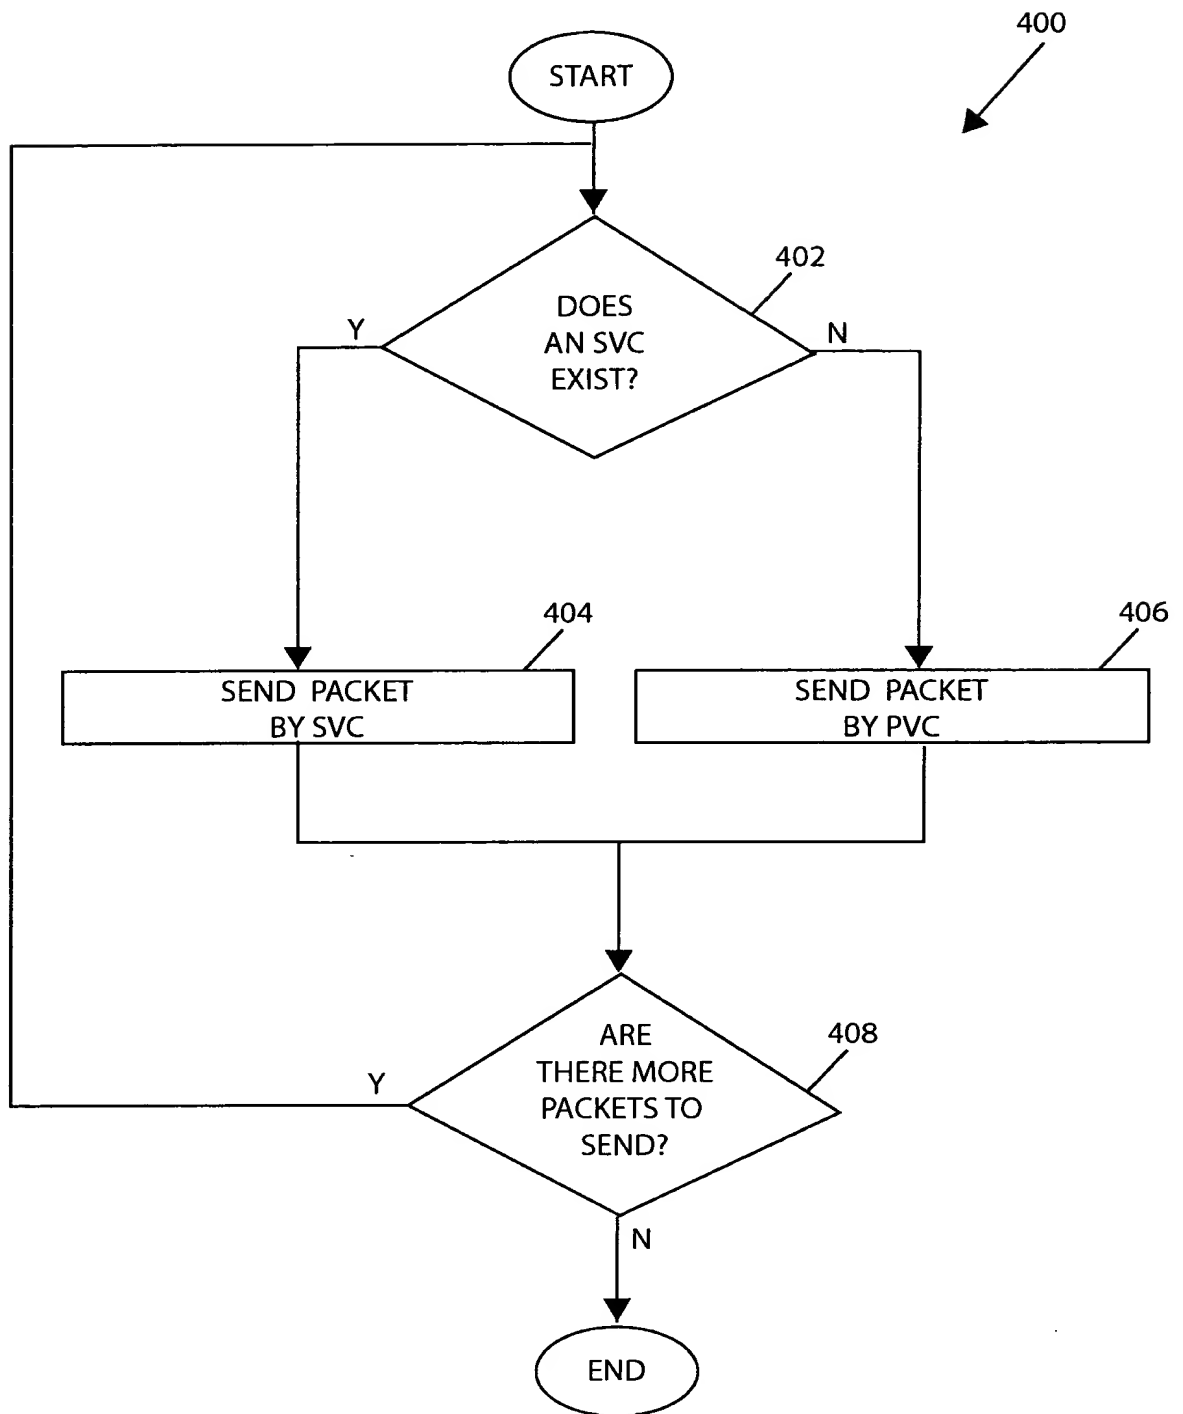 400
START
402
DOES
AN SVC
EXIST?
Y
N
404
406
SEND PACKET
BY SVC
SEND PACKET
BY PVC
408
ARE
THERE MORE
PACKETS TO
SEND?
Y
N
END